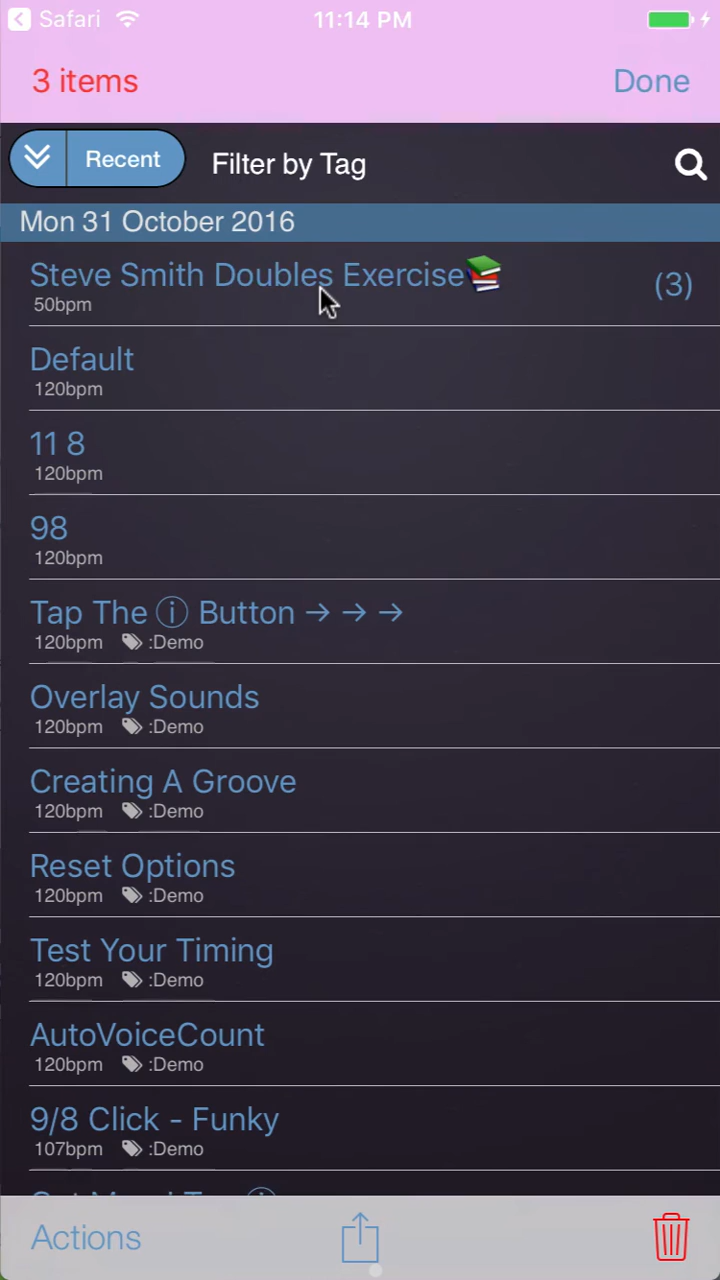 Safari 11:14 PM
3 items Done
Recent Filter by Tag
Mon 31 October 2016
Steve Smith Doubles Exercise📚 (3)
50bpm
Default
120bpm
11 8
120bpm
98
120bpm
Tap The ⓘ Button → → →
120bpm :Demo
Overlay Sounds
120bpm :Demo
Creating A Groove
120bpm :Demo
Reset Options
120bpm :Demo
Test Your Timing
120bpm :Demo
AutoVoiceCount
120bpm :Demo
9/8 Click - Funky
107bpm :Demo
Actions